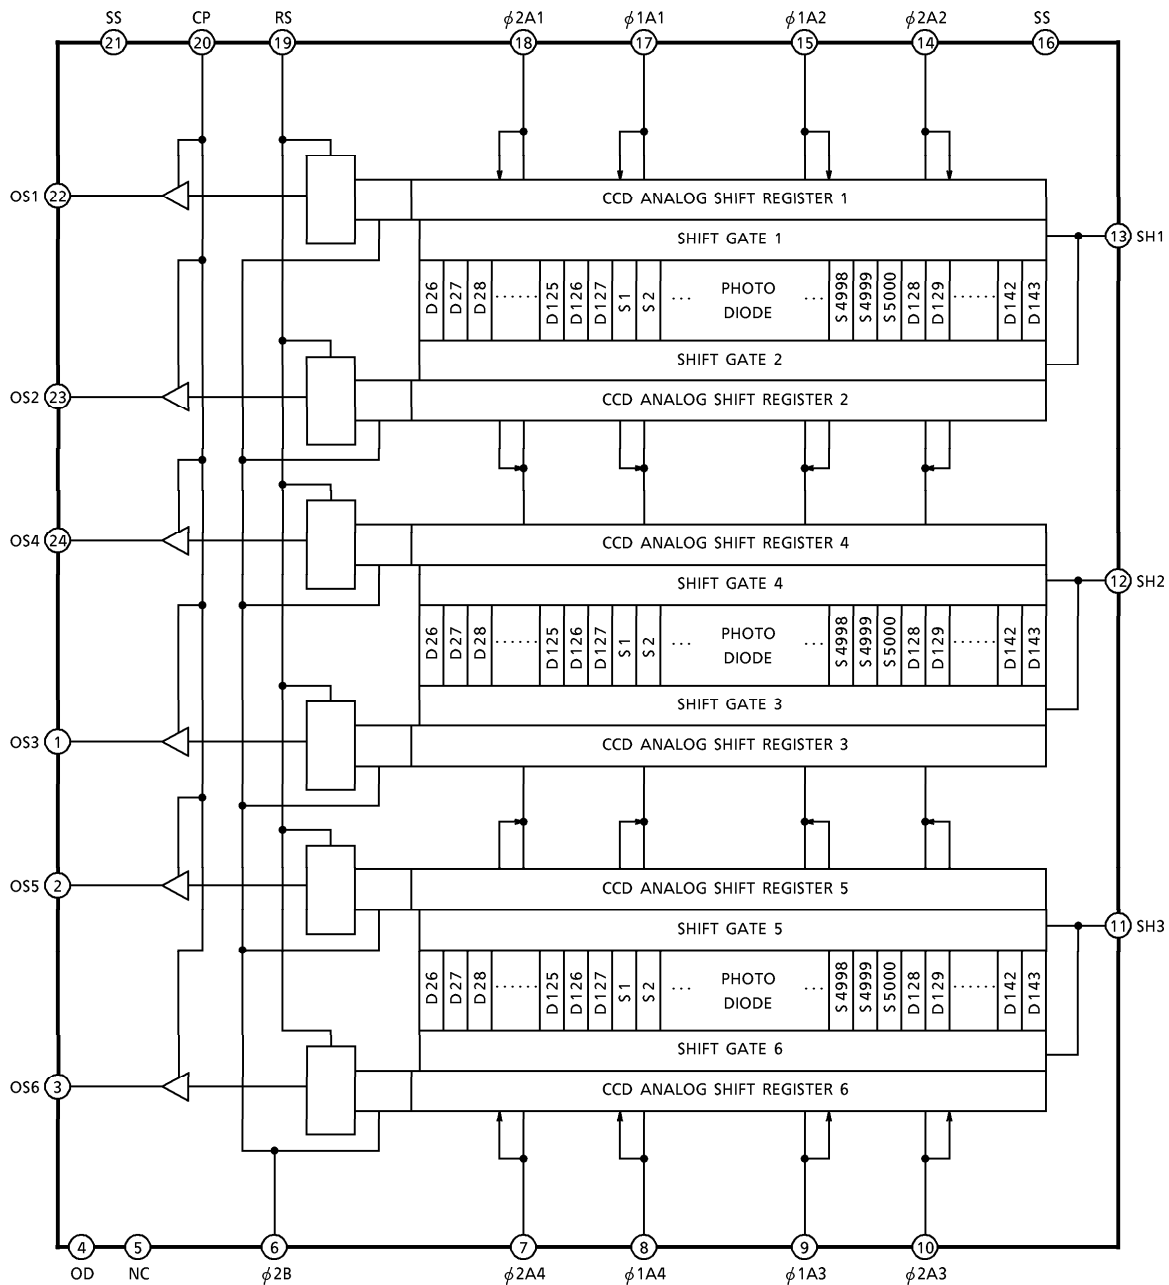 SS CP RS ϕ2A1 ϕ1A1 ϕ1A2 ϕ2A2 SS
21 20 19 18 17 15 14 16
OS1 22 CCD ANALOG SHIFT REGISTER 1
SHIFT GATE 1 13 SH1
D26 D27 D28 ...... D125 D126 D127 S1 S2 ... PHOTO DIODE ... S4998 S4999 S5000 D128 D129 ...... D142 D143
SHIFT GATE 2
OS2 23 CCD ANALOG SHIFT REGISTER 2
OS4 24 CCD ANALOG SHIFT REGISTER 4
SHIFT GATE 4 12 SH2
D26 D27 D28 ...... D125 D126 D127 S1 S2 ... PHOTO DIODE ... S4998 S4999 S5000 D128 D129 ...... D142 D143
SHIFT GATE 3
OS3 1 CCD ANALOG SHIFT REGISTER 3
OS5 2 CCD ANALOG SHIFT REGISTER 5
SHIFT GATE 5 11 SH3
D26 D27 D28 ...... D125 D126 D127 S1 S2 ... PHOTO DIODE ... S4998 S4999 S5000 D128 D129 ...... D142 D143
SHIFT GATE 6
OS6 3 CCD ANALOG SHIFT REGISTER 6
4 5 6 7 8 9 10
OD NC ϕ2B ϕ2A4 ϕ1A4 ϕ1A3 ϕ2A3